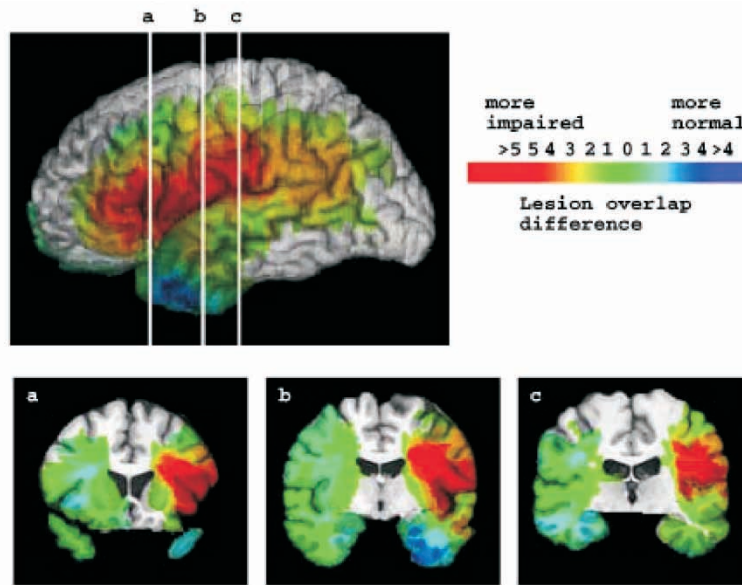 a b c
more more
impaired normal
>5 5 4 3 2 1 0 1 2 3 4 >4
Lesion overlap
difference
a b c